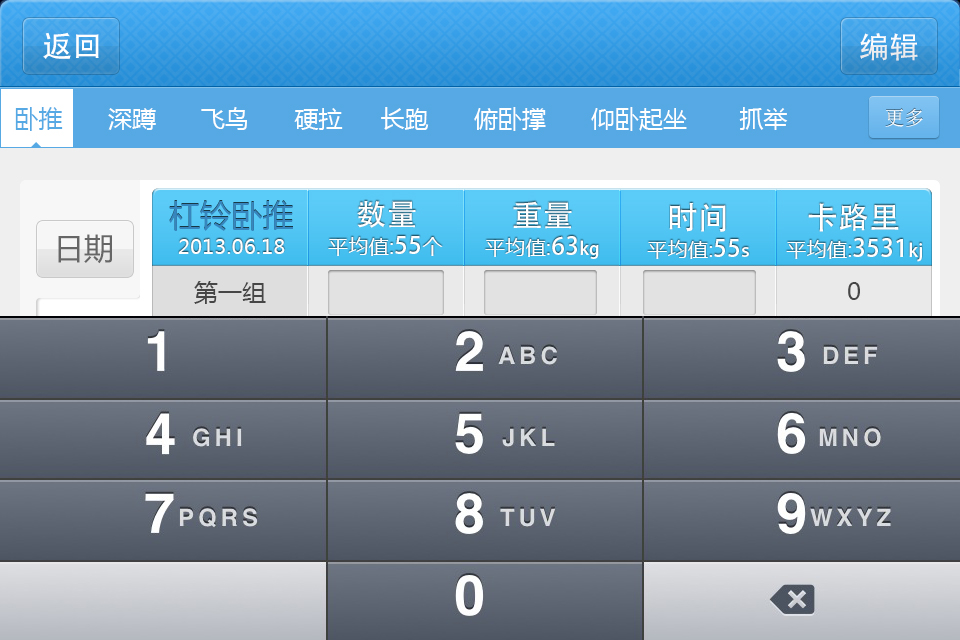 返回
编辑
卧推 深蹲 飞鸟 硬拉 长跑 俯卧撑 仰卧起坐 抓举 更多
日期
杠铃卧推 数量 重量 时间 卡路里
2013.06.18 平均值:55个 平均值:63kg 平均值:55s 平均值:3531kj
第一组 0
1 2 ABC 3 DEF
4 GHI 5 JKL 6 MNO
7 PQRS 8 TUV 9 WXYZ
0